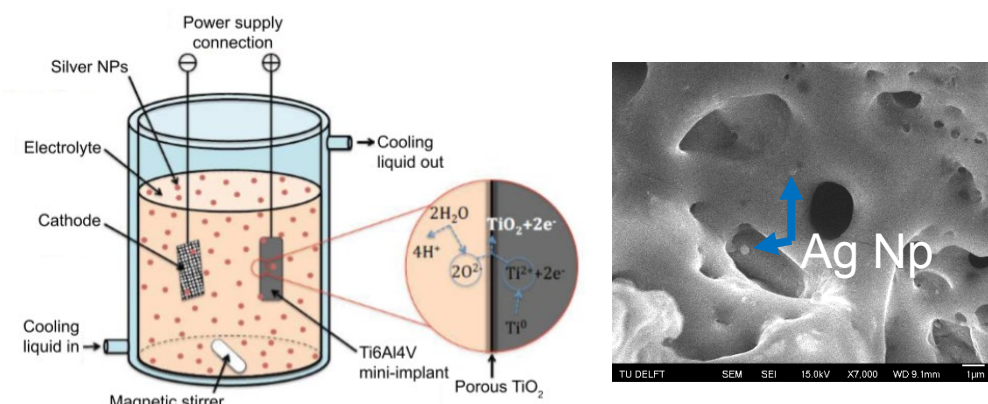 Power supply
connection
⊖ ⊕
Silver NPs
Electrolyte
Cooling
liquid out
Cathode
2H₂O
TiO₂+2e⁻
4H⁺
2O²⁻
Ti²⁺+2e⁻
Ti⁰
Cooling
liquid in
Ti6Al4V
mini-implant
Porous TiO₂
Magnetic stirrer
Ag Np
TU DELFT SEM SEI 15.0kV X7,000 WD 9.1mm 1μm